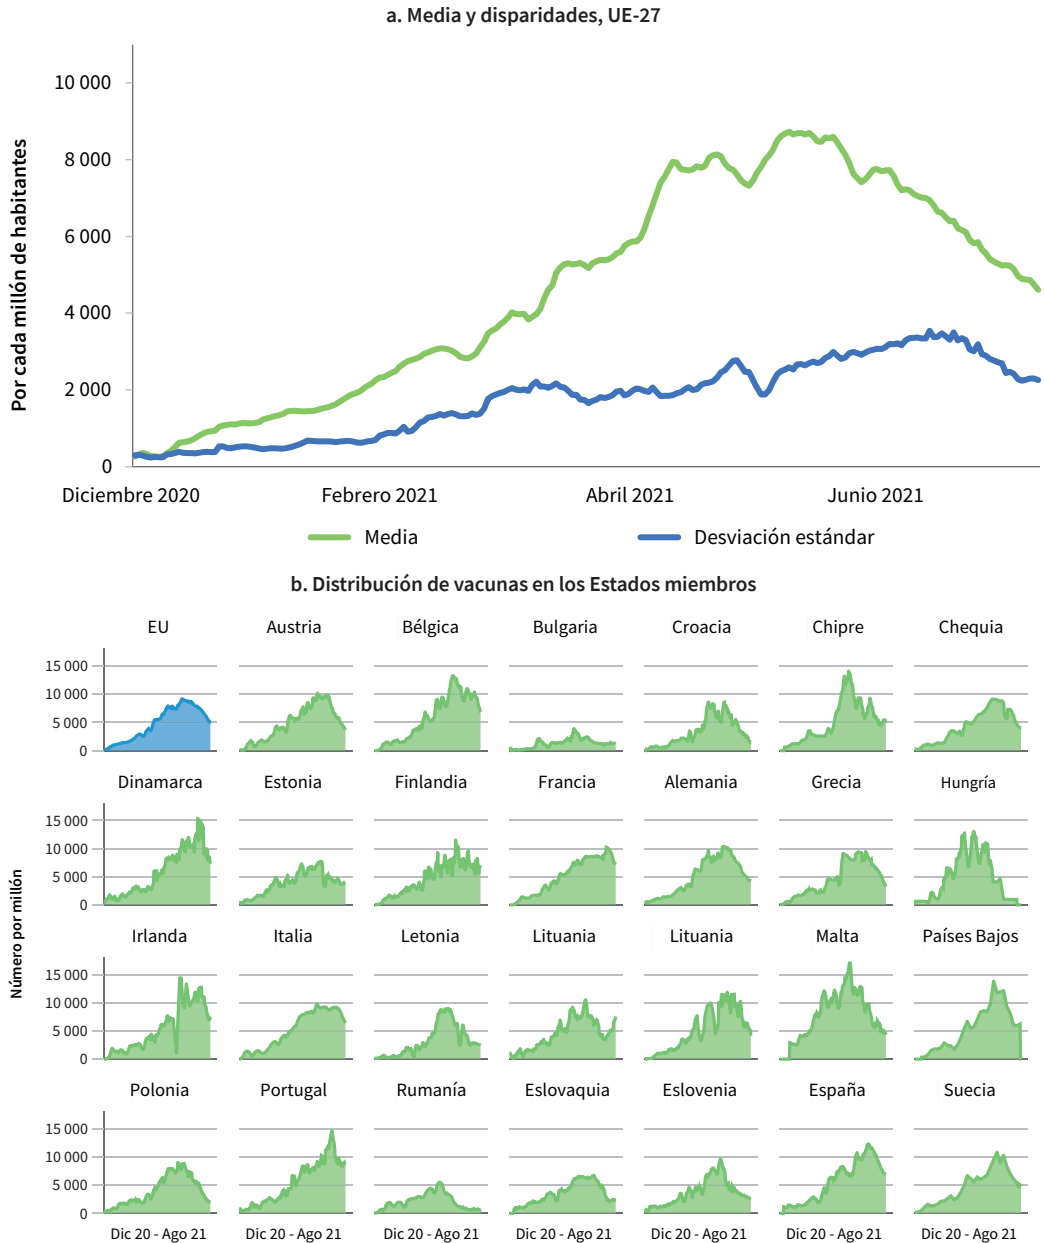 a. Media y disparidades, UE-27
Por cada millón de habitantes
10 000
8 000
6 000
4 000
2 000
0
Diciembre 2020 Febrero 2021 Abril 2021 Junio 2021
Media Desviación estándar
b. Distribución de vacunas en los Estados miembros
Número por millón
EU Austria Bélgica Bulgaria Croacia Chipre Chequia
15 000
10 000
5 000
0
Dinamarca Estonia Finlandia Francia Alemania Grecia Hungría
15 000
10 000
5 000
0
Irlanda Italia Letonia Lituania Lituania Malta Países Bajos
15 000
10 000
5 000
0
Polonia Portugal Rumanía Eslovaquia Eslovenia España Suecia
15 000
10 000
5 000
0
Dic 20 - Ago 21 Dic 20 - Ago 21 Dic 20 - Ago 21 Dic 20 - Ago 21 Dic 20 - Ago 21 Dic 20 - Ago 21 Dic 20 - Ago 21